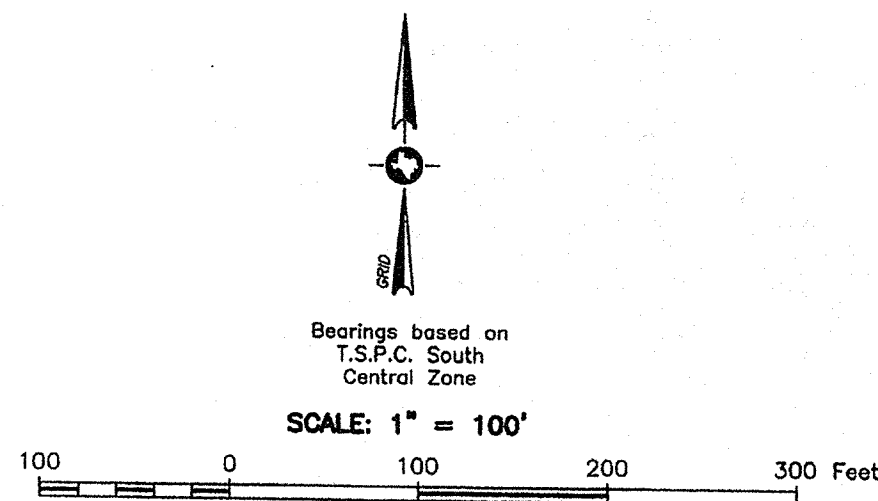 GRID
Bearings based on
T.S.P.C. South
Central Zone
SCALE: 1" = 100'
100 0 100 200 300 Feet